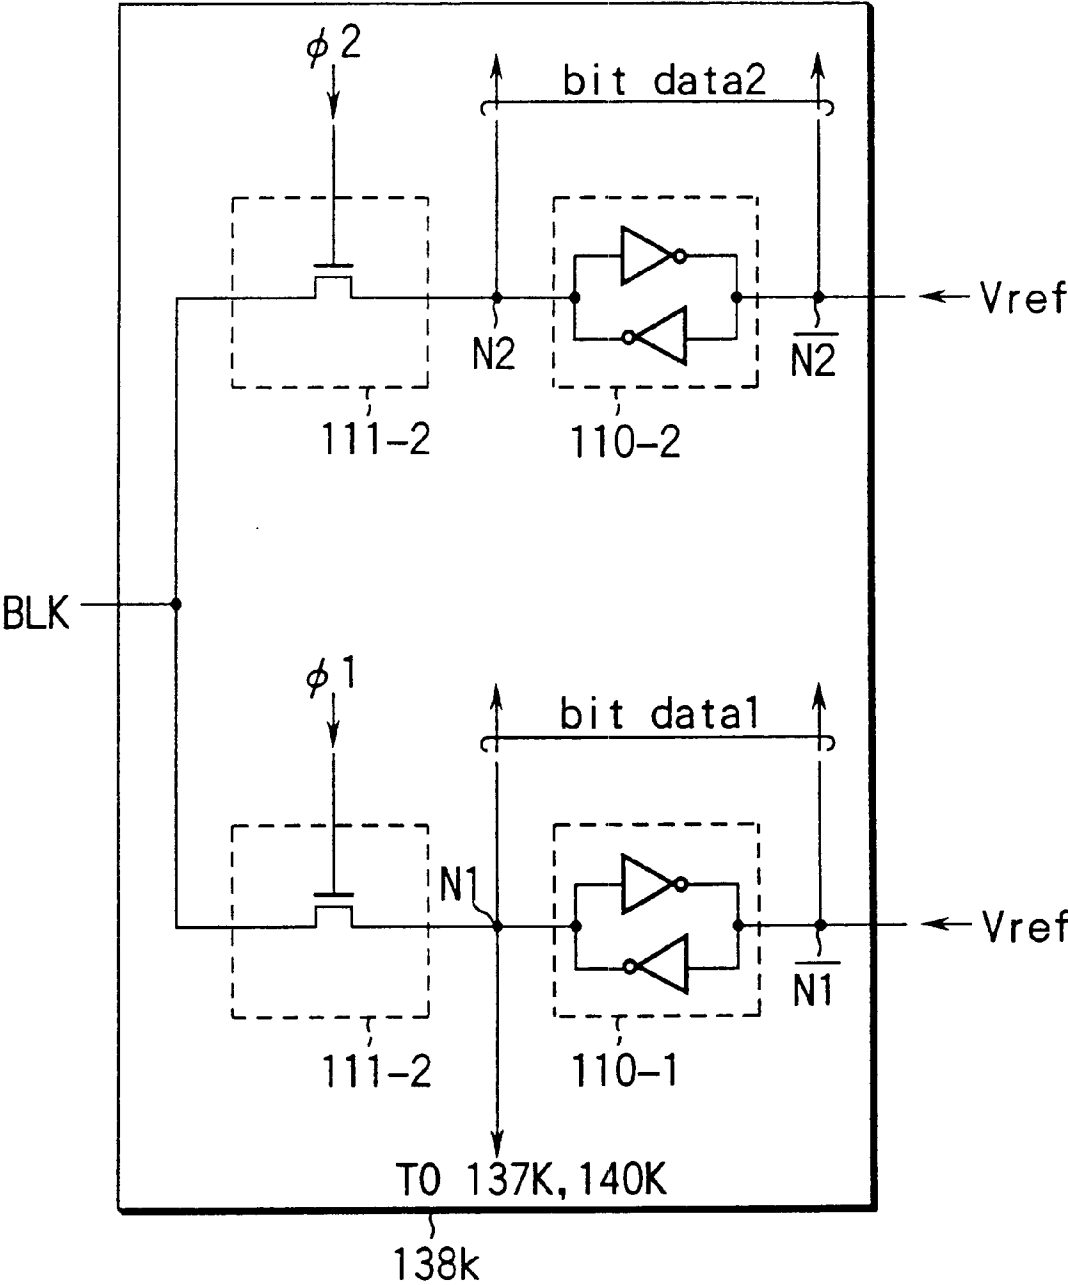 ϕ2
bit data2
Vref
N2
N2
111-2
110-2
BLK
ϕ1
bit data1
N1
Vref
N1
111-2
110-1
TO 137K, 140K
138k